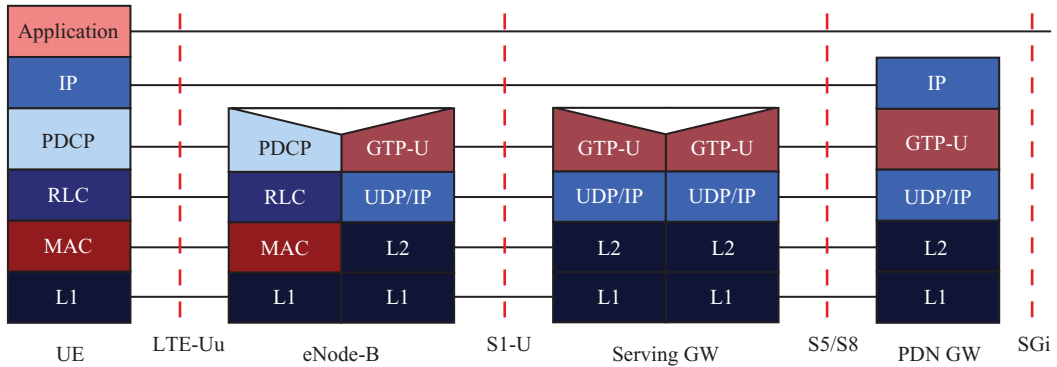 Application
IP
IP
PDCP
PDCP
GTP-U
GTP-U
GTP-U
GTP-U
RLC
RLC
UDP/IP
UDP/IP
UDP/IP
UDP/IP
MAC
MAC
L2
L2
L2
L2
L1
L1
L1
L1
L1
L1
UE
LTE-Uu
eNode-B
S1-U
Serving GW
S5/S8
PDN GW
SGi